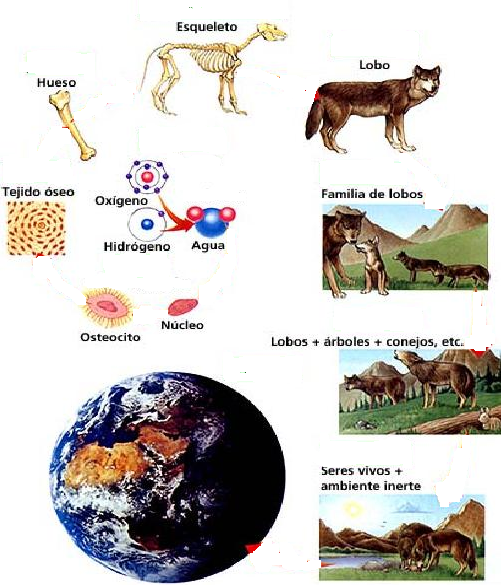 Esqueleto
Lobo
Hueso
Tejido óseo
Oxígeno
Familia de lobos
Hidrógeno
Agua
Núcleo
Osteocito
Lobos + árboles + conejos, etc.
Seres vivos +
ambiente inerte